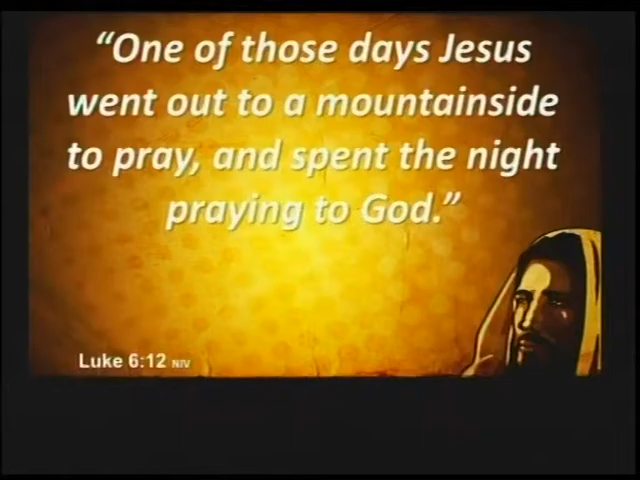 “One of those days Jesus
went out to a mountainside
to pray, and spent the night
praying to God.”
Luke 6:12 NIV